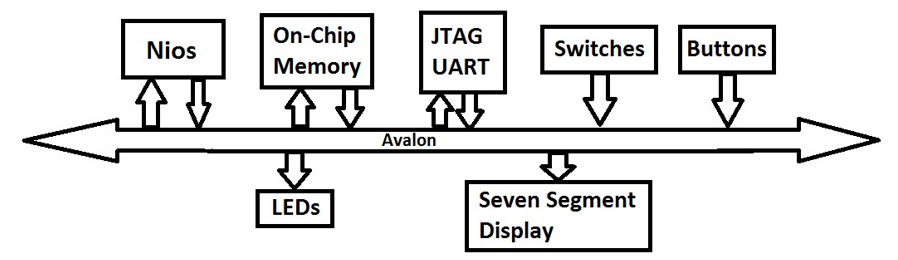 Nios
On-Chip
Memory
JTAG
UART
Switches
Buttons
Avalon
LEDs
Seven Segment
Display